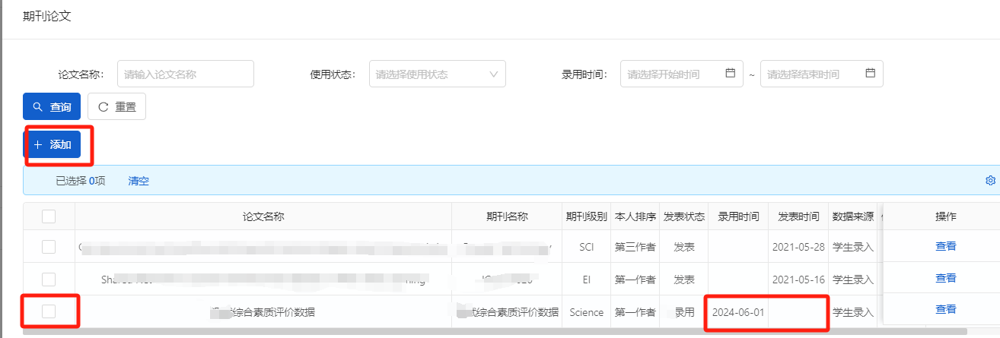 期刊论文
论文名称： 请输入论文名称 使用状态： 请选择使用状态 录用时间： 请选择开始时间 ~ 请选择结束时间
查询 重置
添加
已选择 0项 清空
论文名称 期刊名称 期刊级别 本人排序 发表状态 录用时间 发表时间 数据来源 操作
SCI 第三作者 发表 2021-05-28 学生录入 查看
EI 第一作者 发表 2021-05-16 学生录入 查看
综合素质评价数据 综合素质评价数据 Science 第一作者 录用 2024-06-01 学生录入 查看